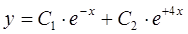 y = C₁ · e⁻ˣ + C₂ · e⁺⁴ˣ